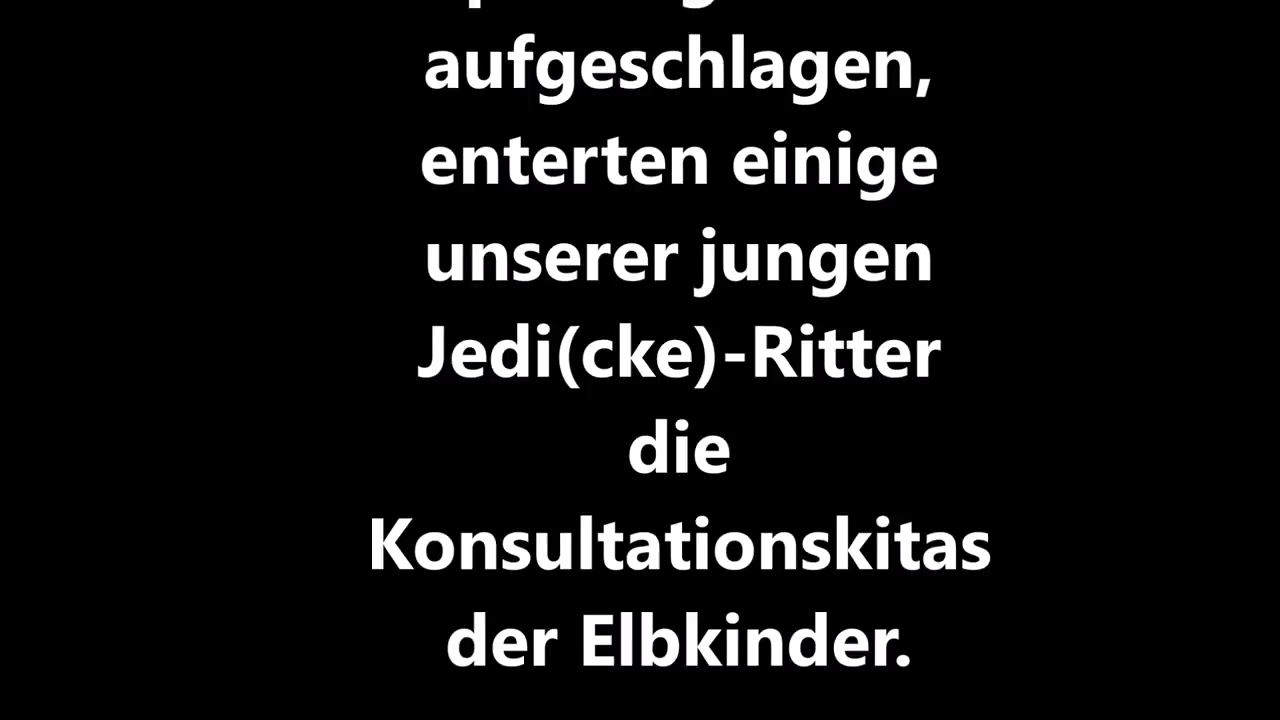 aufgeschlagen,
enterten einige
unserer jungen
Jedi(cke)-Ritter
die
Konsultationskitas
der Elbkinder.